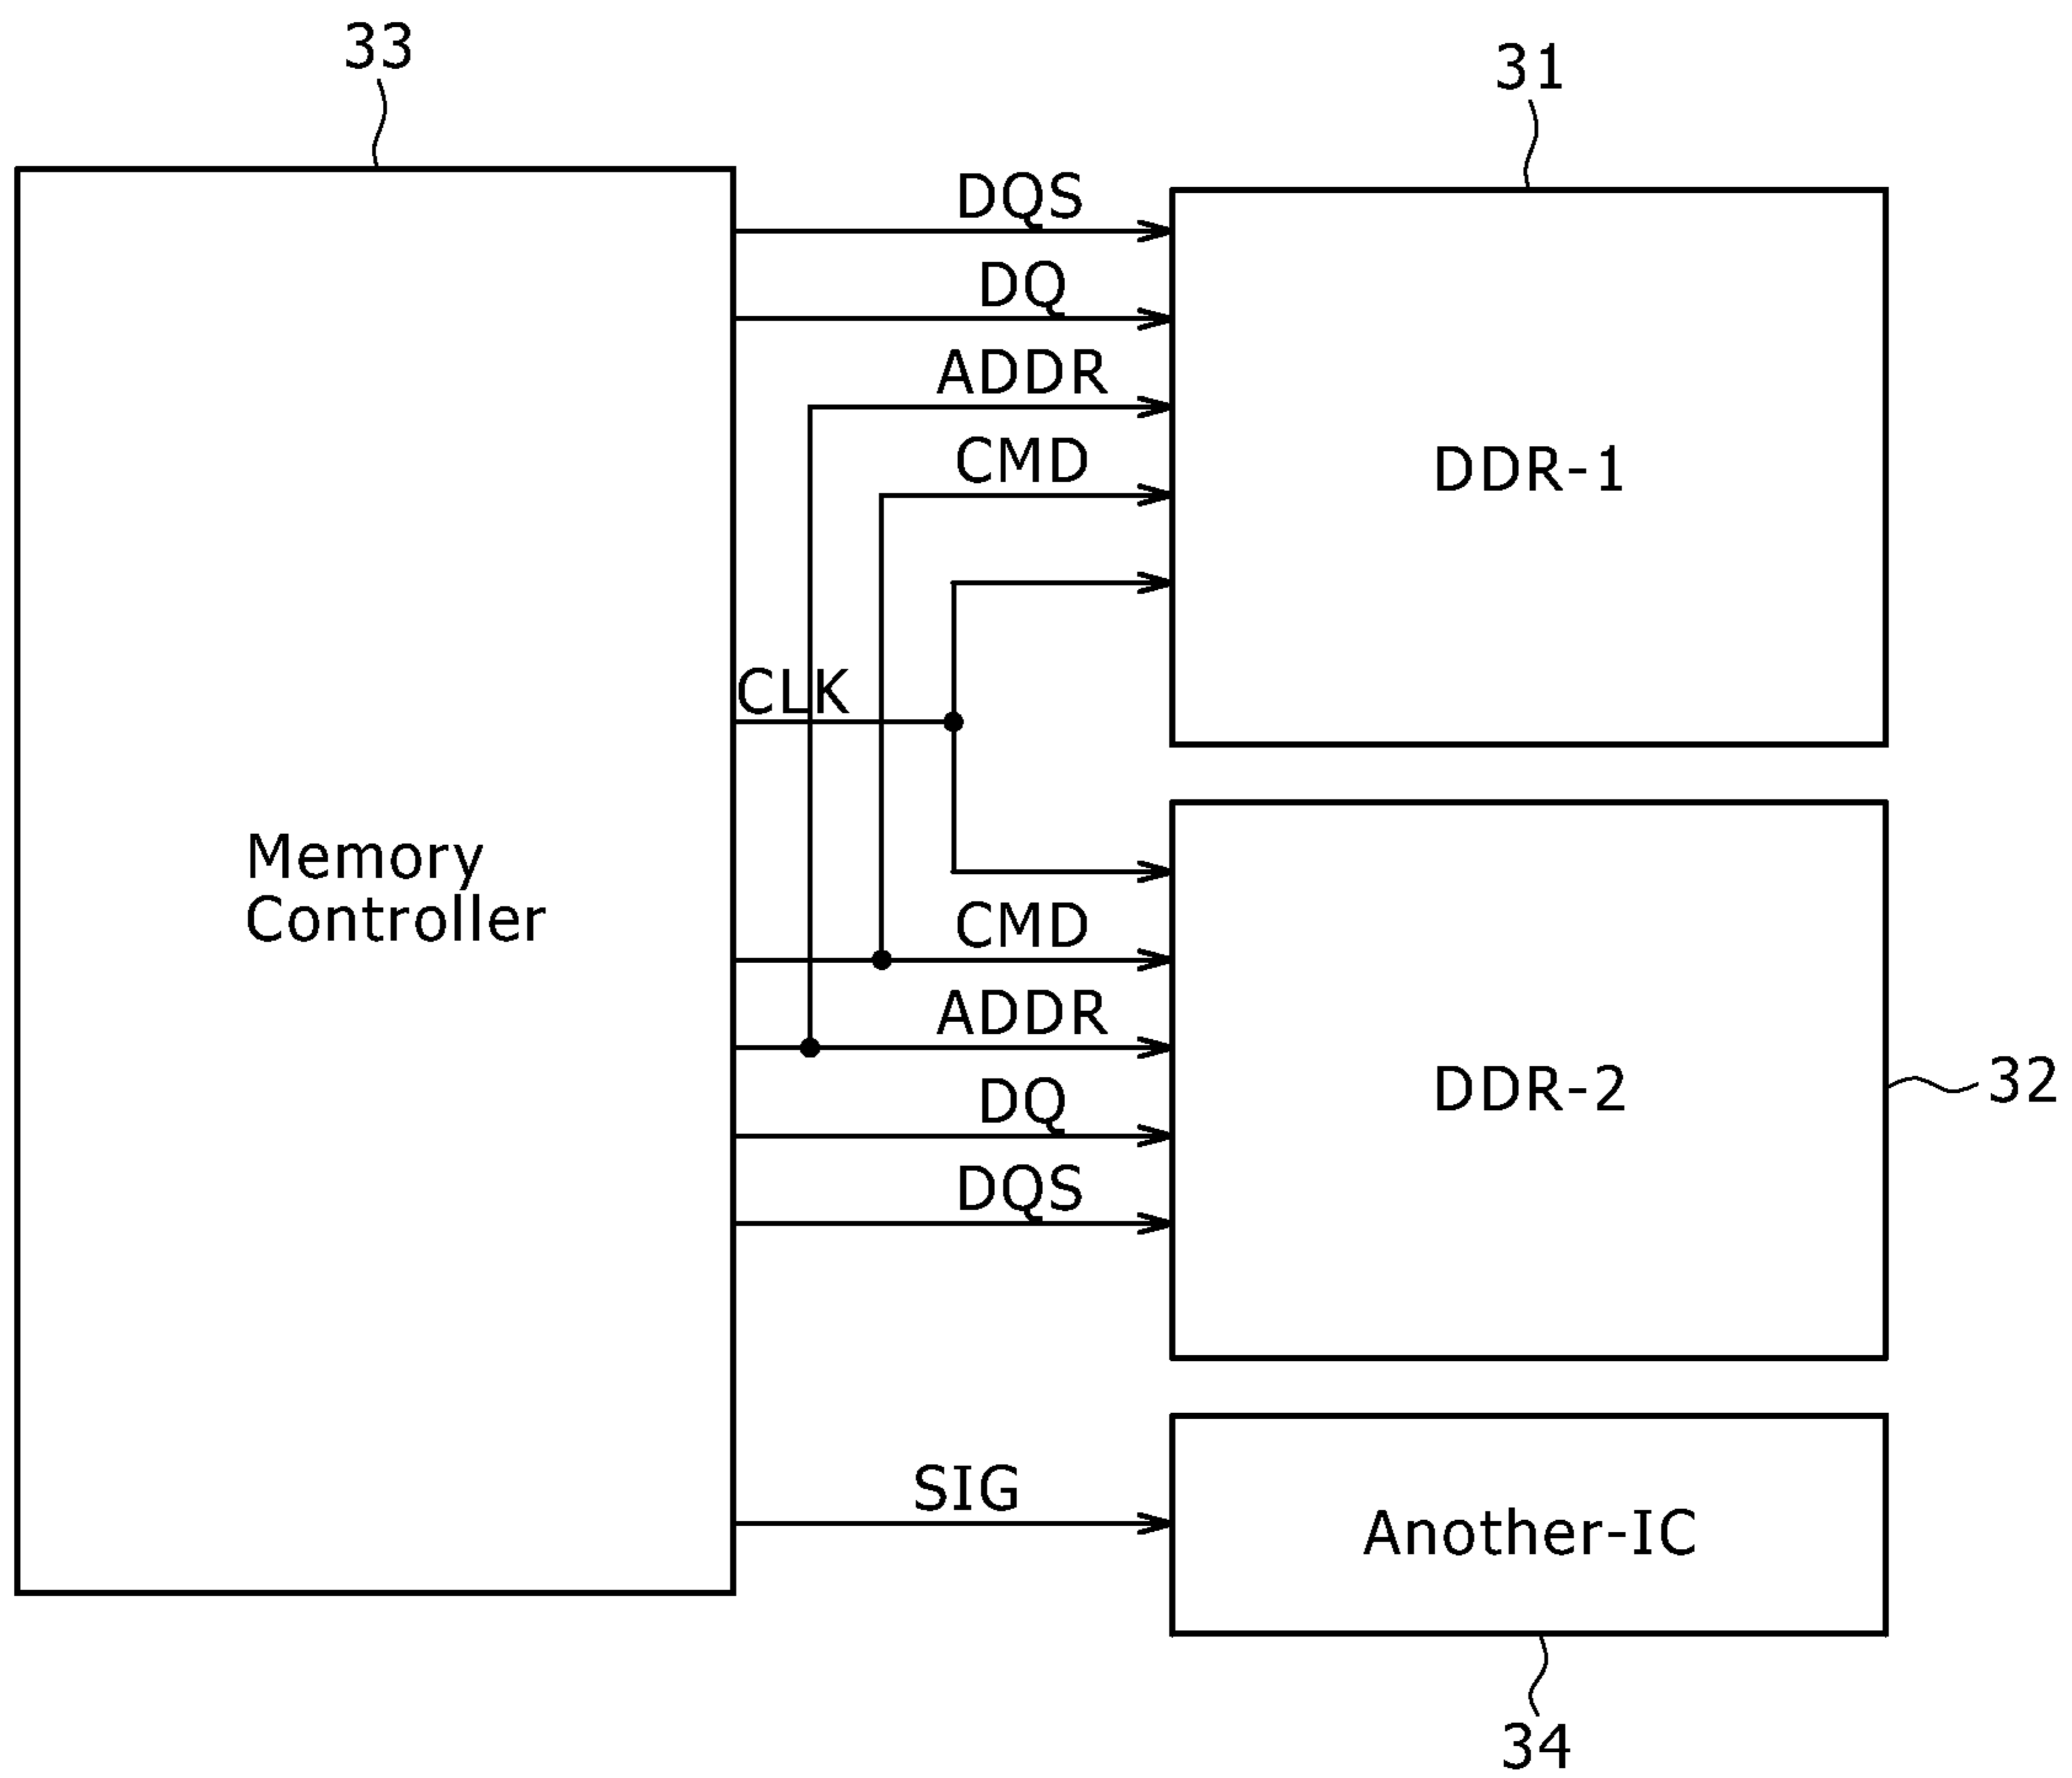 33
31
DQS
DQ
ADDR
CMD
DDR-1
CLK
Memory
Controller
CMD
ADDR
DQ
DDR-2
32
DQS
SIG
Another-IC
34